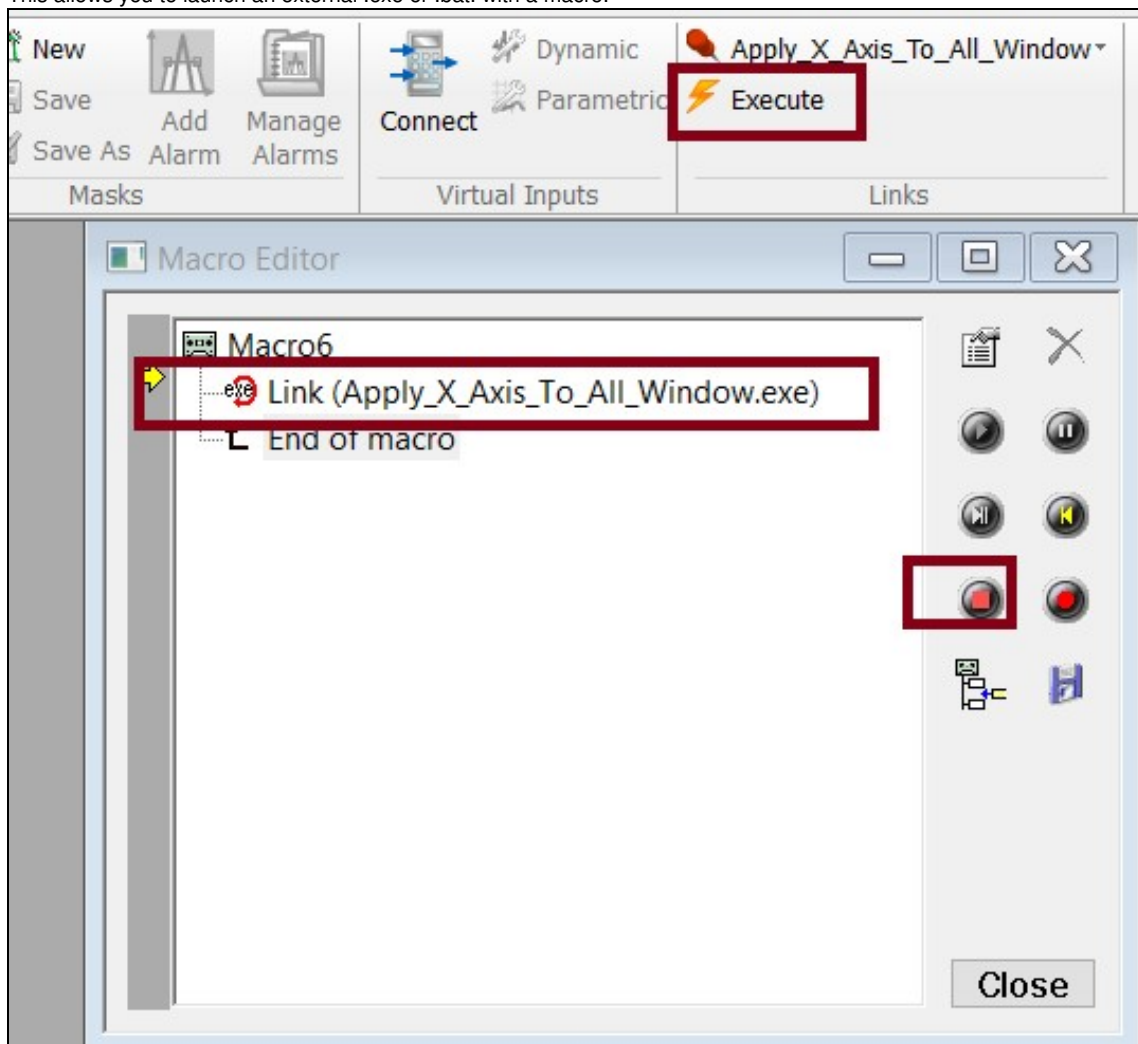 This allows you to launch an external .exe or .bat. with a macro.
New
Save
Save As
Add
Alarm
Manage
Alarms
Masks
Connect
Dynamic
Parametric
Virtual Inputs
Apply_X_Axis_To_All_Window
Execute
Links
Macro Editor
Macro6
exe Link (Apply_X_Axis_To_All_Window.exe)
End of macro
Close